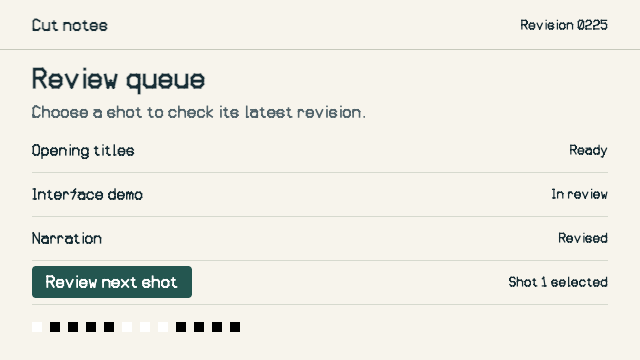 Cut notes
Revision 0225
Review queue
Choose a shot to check its latest revision.
Opening titles
Ready
Interface demo
In review
Narration
Revised
Review next shot
Shot 1 selected